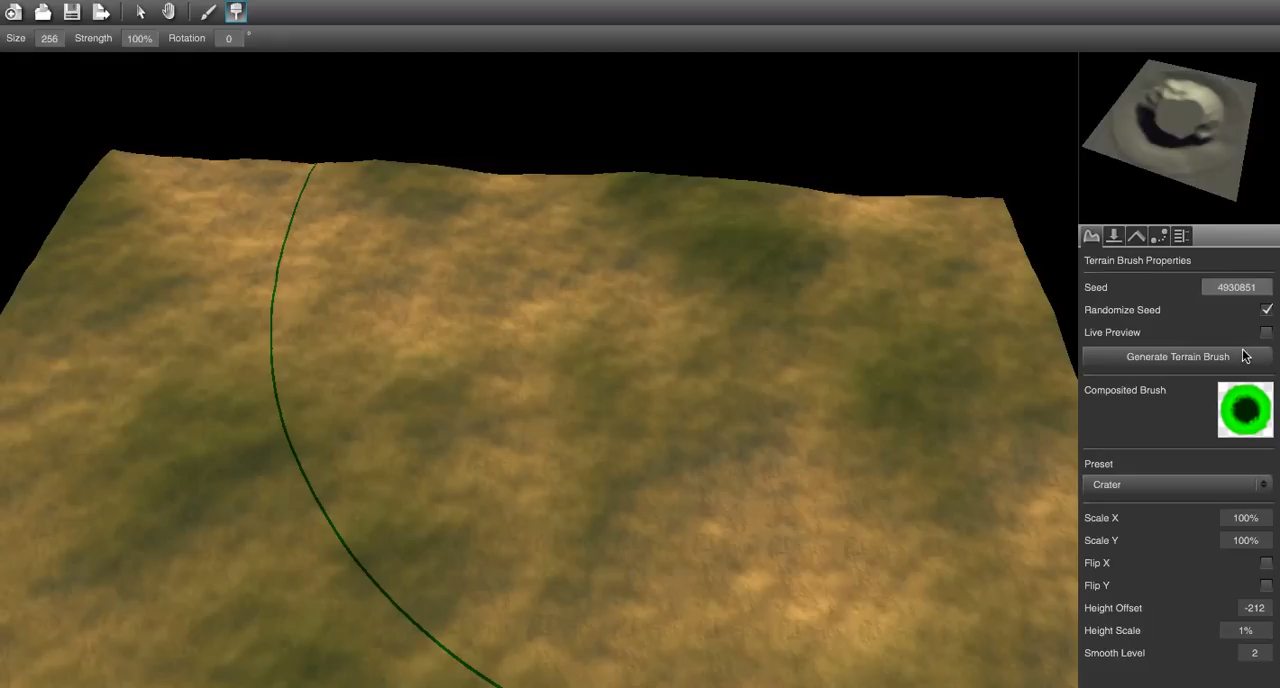 Size 256 Strength 100% Rotation 0 °
Terrain Brush Properties
Seed 4930851
Randomize Seed
Live Preview
Generate Terrain Brush
Composited Brush
Preset
Crater
Scale X 100%
Scale Y 100%
Flip X
Flip Y
Height Offset -212
Height Scale 1%
Smooth Level 2